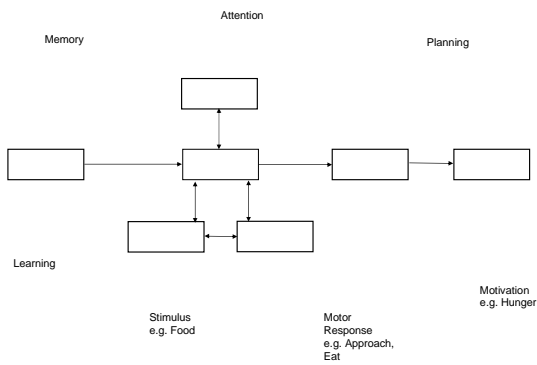 Attention
Memory
Planning
Learning
Motivation
e.g. Hunger
Stimulus
e.g. Food
Motor
Response
e.g. Approach,
Eat